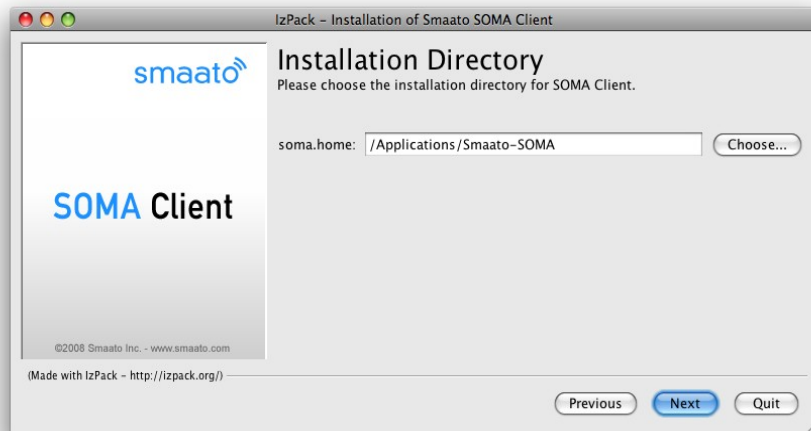 IzPack – Installation of Smaato SOMA Client
smaato
Installation Directory
Please choose the installation directory for SOMA Client.
soma.home: /Applications/Smaato-SOMA Choose...
SOMA Client
©2008 Smaato Inc. - www.smaato.com
(Made with IzPack – http://izpack.org/)
Previous Next Quit